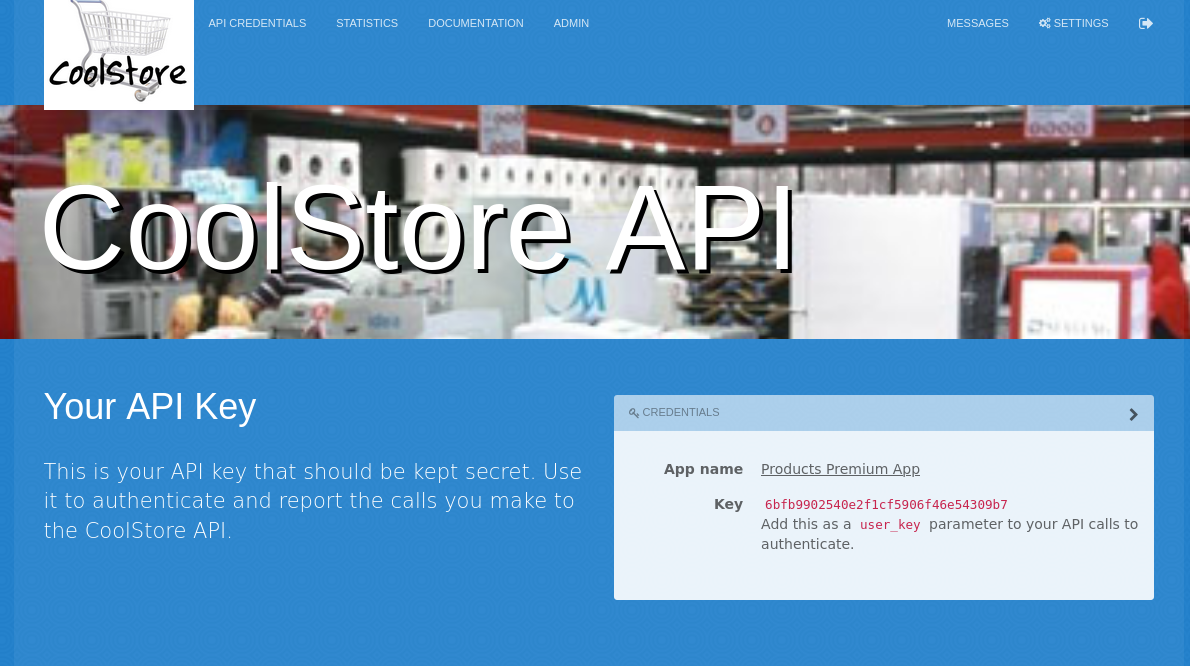 CoolStore
API CREDENTIALS STATISTICS DOCUMENTATION ADMIN MESSAGES SETTINGS
CoolStore API
idea
Your API Key
This is your API key that should be kept secret. Use
it to authenticate and report the calls you make to
the CoolStore API.
CREDENTIALS
App name Products Premium App
Key 6bfb9902540e2f1cf5906f46e54309b7
Add this as a user_key parameter to your API calls to
authenticate.